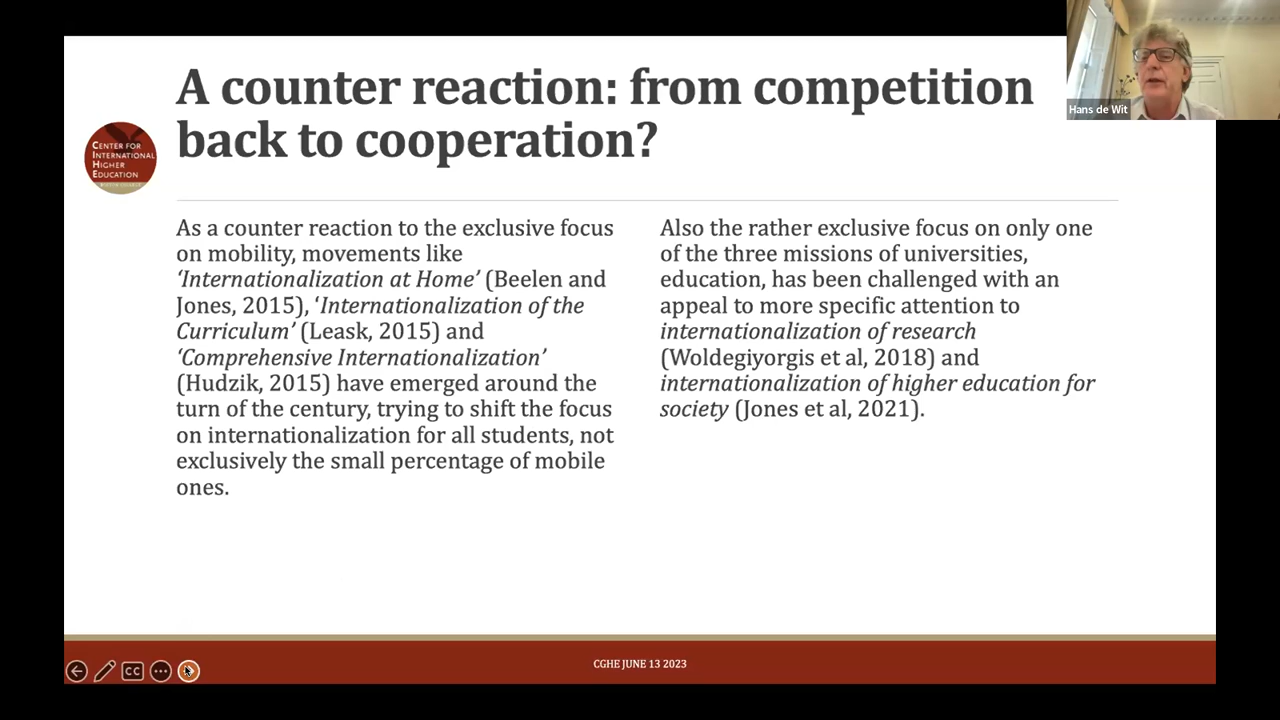 A counter reaction: from competition
back to cooperation?
Hans de Wit
CENTER FOR
INTERNATIONAL
HIGHER
EDUCATION
BOSTON COLLEGE
As a counter reaction to the exclusive focus
on mobility, movements like
‘Internationalization at Home’ (Beelen and
Jones, 2015), ‘Internationalization of the
Curriculum’ (Leask, 2015) and
‘Comprehensive Internationalization’
(Hudzik, 2015) have emerged around the
turn of the century, trying to shift the focus
on internationalization for all students, not
exclusively the small percentage of mobile
ones.
Also the rather exclusive focus on only one
of the three missions of universities,
education, has been challenged with an
appeal to more specific attention to
internationalization of research
(Woldegiyorgis et al, 2018) and
internationalization of higher education for
society (Jones et al, 2021).
CC
CGHE JUNE 13 2023